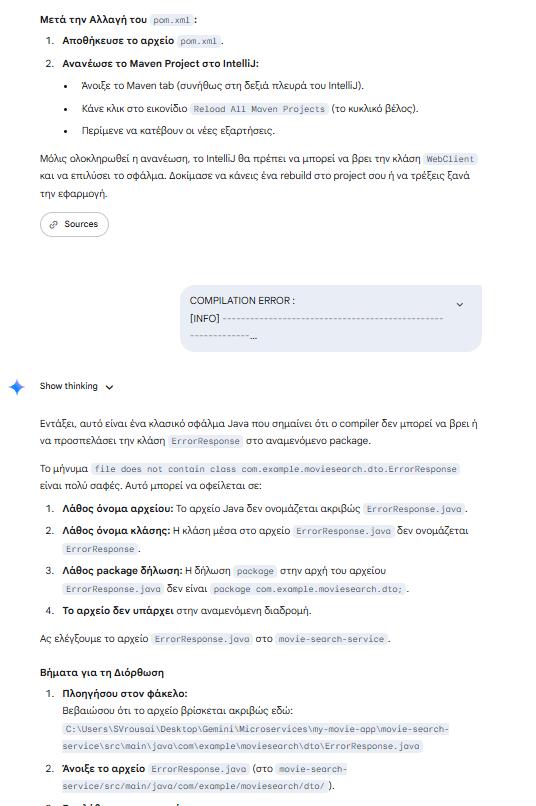 Μετά την Αλλαγή του pom.xml :
1. Αποθήκευσε το αρχείο pom.xml .
2. Ανανέωσε το Maven Project στο IntelliJ:
• Άνοιξε το Maven tab (συνήθως στη δεξιά πλευρά του IntelliJ).
• Κάνε κλικ στο εικονίδιο Reload All Maven Projects (το κυκλικό βέλος).
• Περίμενε να κατέβουν οι νέες εξαρτήσεις.
Μόλις ολοκληρωθεί η ανανέωση, το IntelliJ θα πρέπει να μπορεί να βρει την κλάση WebClient
και να επιλύσει το σφάλμα. Δοκίμασε να κάνεις ένα rebuild στο project σου ή να τρέξεις ξανά
την εφαρμογή.
Sources
COMPILATION ERROR :
[INFO] ------------------------------------------------
-------------...
Show thinking
Εντάξει, αυτό είναι ένα κλασικό σφάλμα Java που σημαίνει ότι ο compiler δεν μπορεί να βρει ή
να προσπελάσει την κλάση ErrorResponse στο αναμενόμενο package.
Το μήνυμα file does not contain class com.example.moviesearch.dto.ErrorResponse
είναι πολύ σαφές. Αυτό μπορεί να οφείλεται σε:
1. Λάθος όνομα αρχείου: Το αρχείο Java δεν ονομάζεται ακριβώς ErrorResponse.java .
2. Λάθος όνομα κλάσης: Η κλάση μέσα στο αρχείο ErrorResponse.java δεν ονομάζεται
ErrorResponse .
3. Λάθος package δήλωση: Η δήλωση package στην αρχή του αρχείου
ErrorResponse.java δεν είναι package com.example.moviesearch.dto; .
4. Το αρχείο δεν υπάρχει στην αναμενόμενη διαδρομή.
Ας ελέγξουμε το αρχείο ErrorResponse.java στο movie-search-service .
Βήματα για τη Διόρθωση
1. Πλοηγήσου στον φάκελο:
Βεβαιώσου ότι το αρχείο βρίσκεται ακριβώς εδώ:
C:\Users\SVrousai\Desktop\Gemini\Microservices\my-movie-app\movie-search-
service\src\main\java\com\example\moviesearch\dto\ErrorResponse.java
2. Άνοιξε το αρχείο ErrorResponse.java (στο movie-search-
service/src/main/java/com/example/moviesearch/dto/ ).